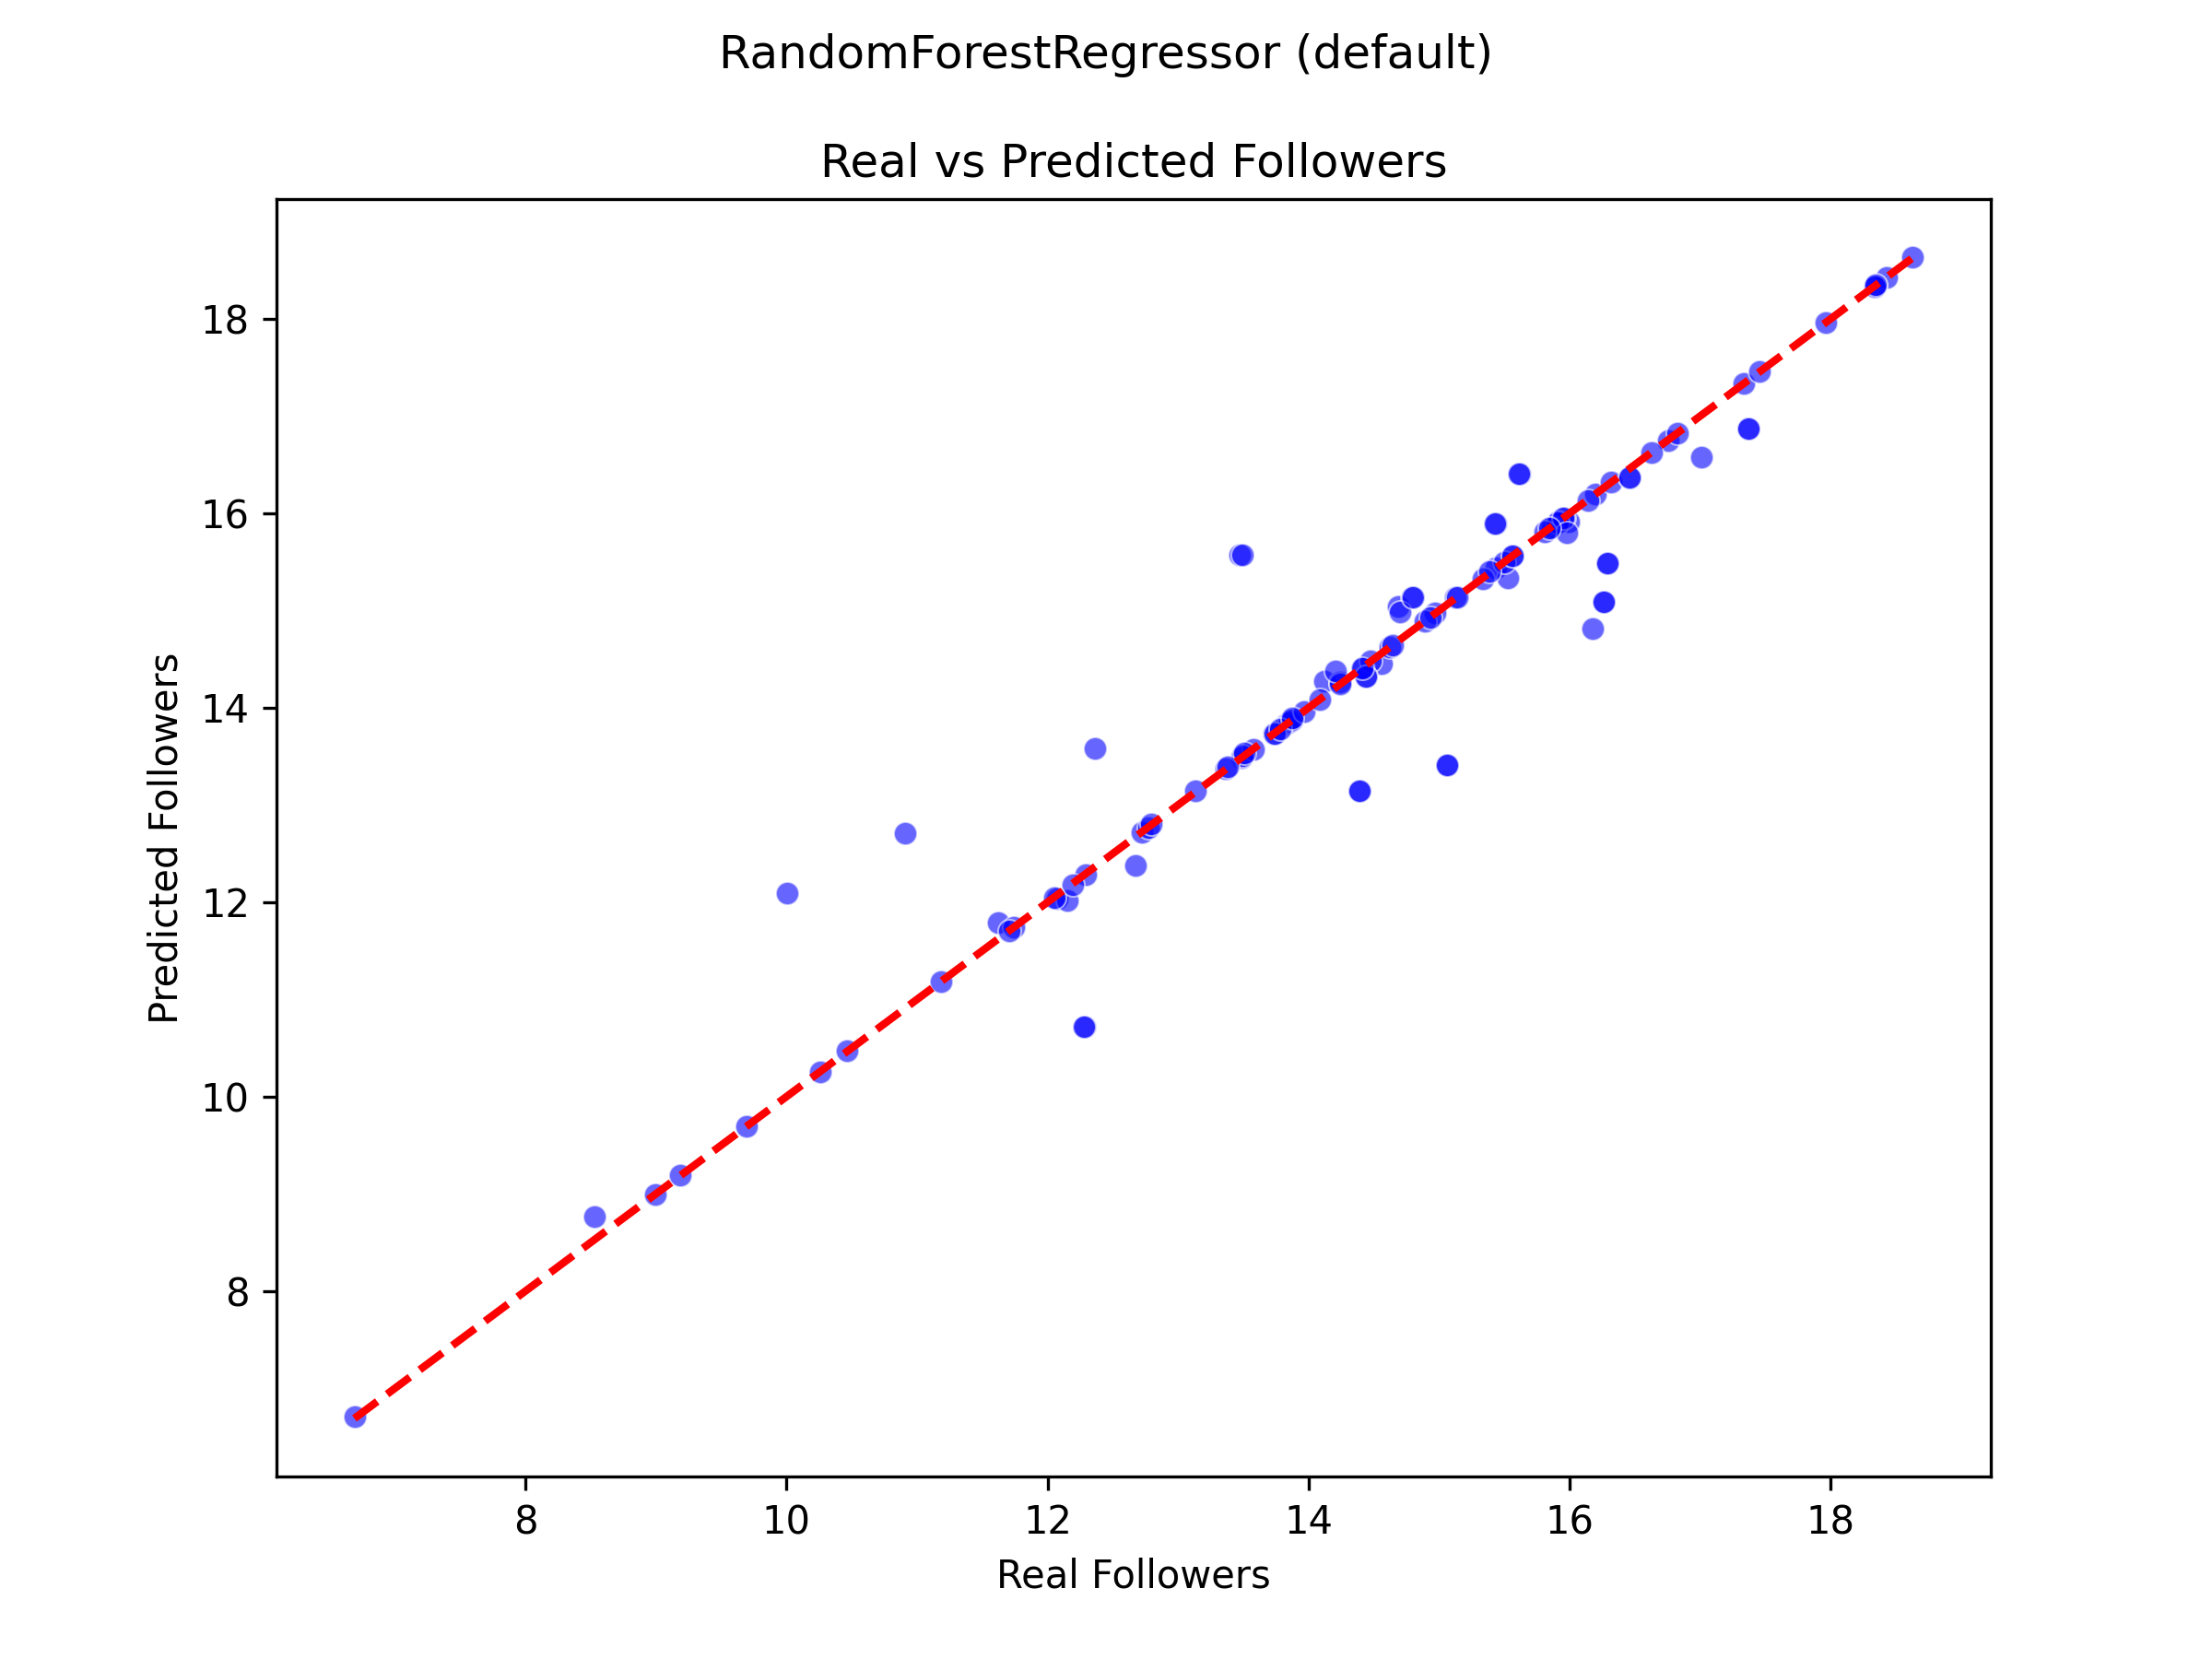 RandomForestRegressor (default)
Real vs Predicted Followers
Predicted Followers
18
16
14
12
10
8
8 10 12 14 16 18
Real Followers